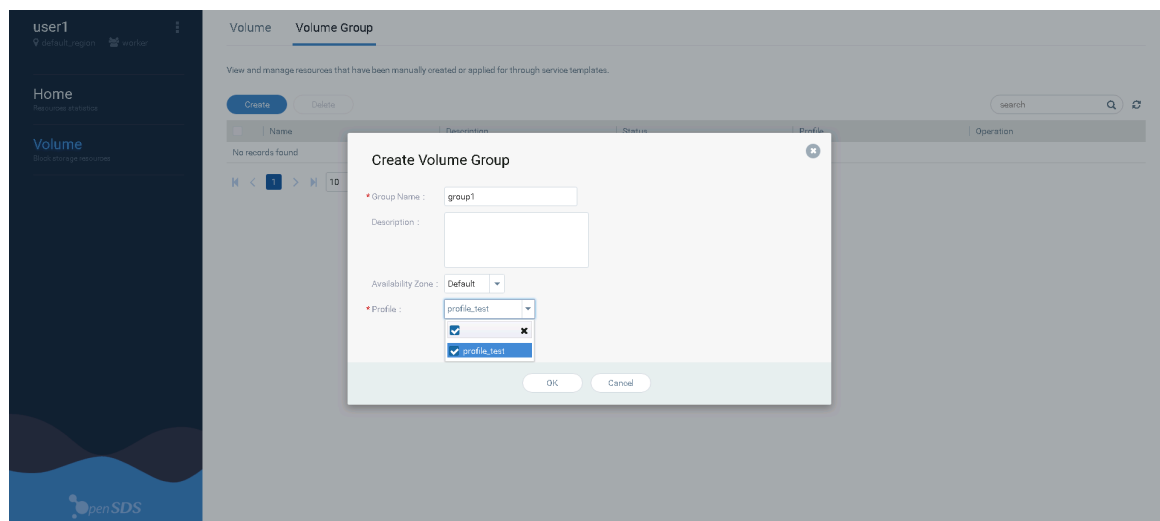 user1
default_region worker
Home
Resources statistics
Volume
Block storage resources
Volume Volume Group
View and manage resources that have been manually created or applied for through service templates.
Create Delete
search
Name Description Status Profile Operation
No records found
1 10
Create Volume Group
* Group Name : group1
Description :
Availability Zone : Default
* Profile : profile_test
profile_test
OK Cancel
OpenSDS